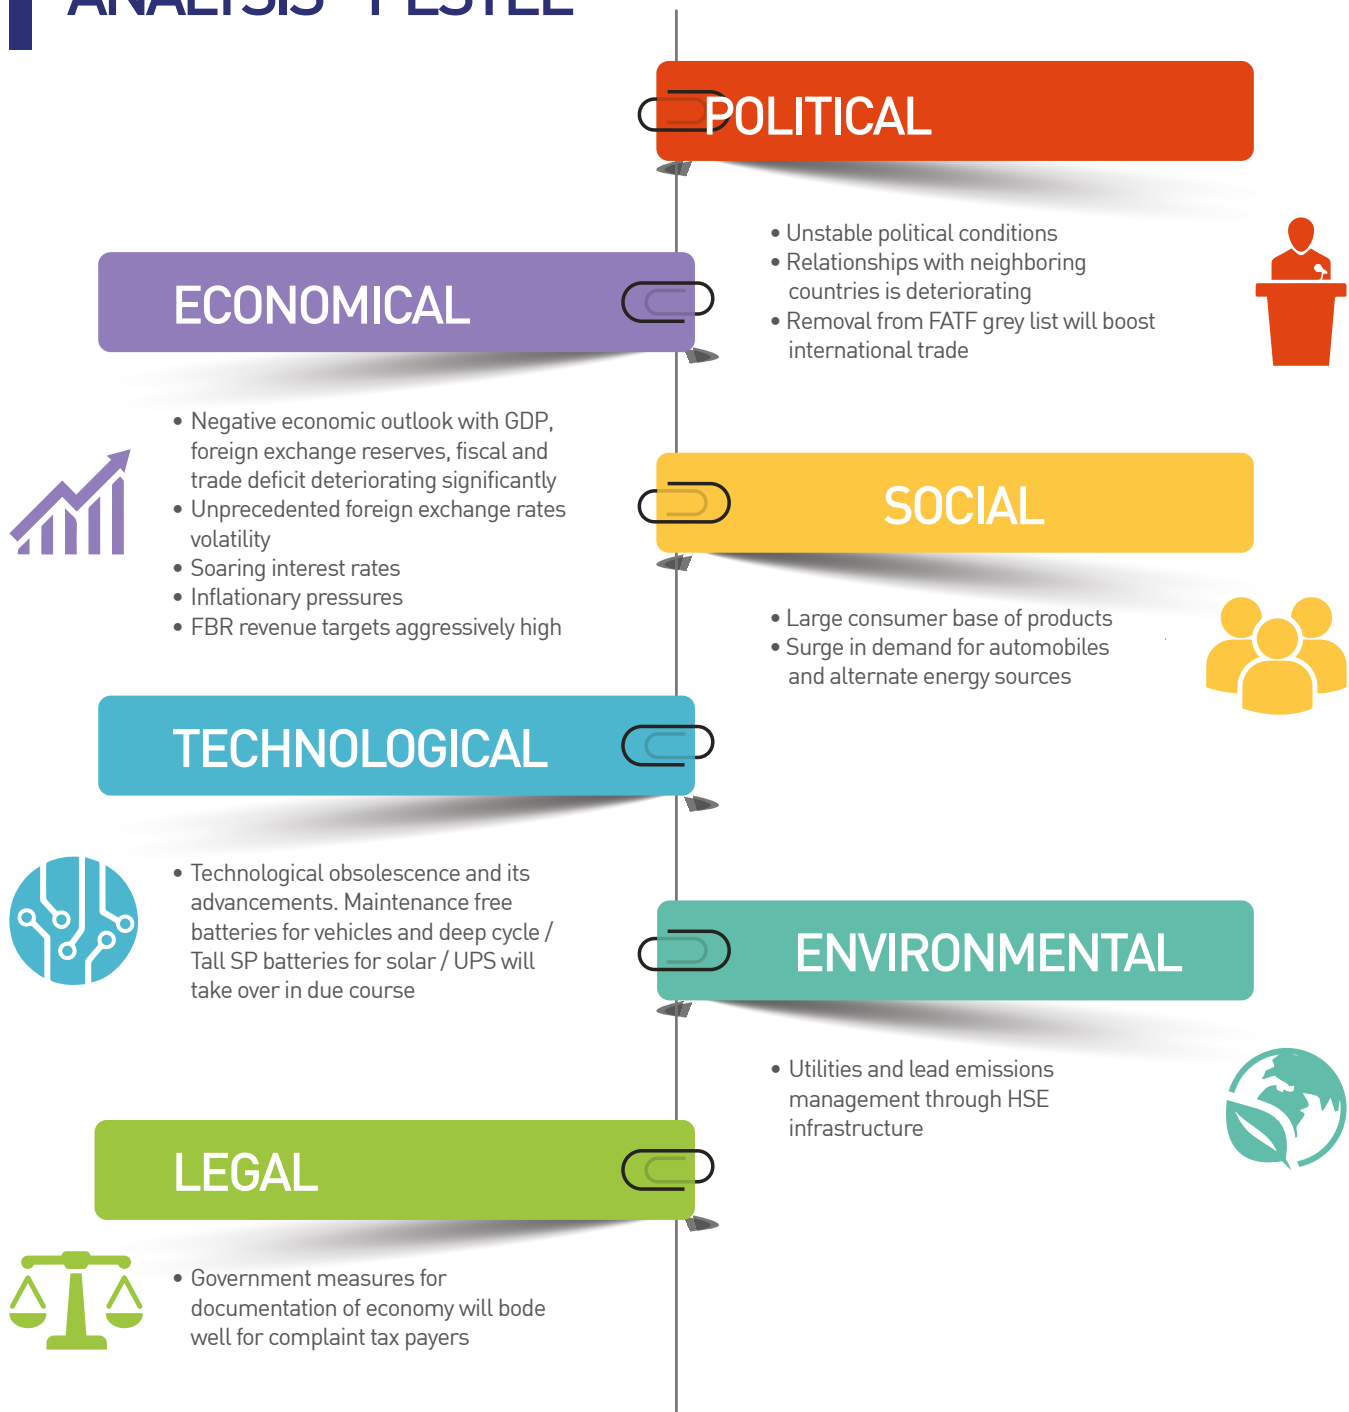 ANALYSIS - PESTEL
POLITICAL
• Unstable political conditions
• Relationships with neighboring
countries is deteriorating
• Removal from FATF grey list will boost
international trade
ECONOMICAL
• Negative economic outlook with GDP,
foreign exchange reserves, fiscal and
trade deficit deteriorating significantly
• Unprecedented foreign exchange rates
volatility
• Soaring interest rates
• Inflationary pressures
• FBR revenue targets aggressively high
SOCIAL
• Large consumer base of products
• Surge in demand for automobiles
and alternate energy sources
TECHNOLOGICAL
• Technological obsolescence and its
advancements. Maintenance free
batteries for vehicles and deep cycle /
Tall SP batteries for solar / UPS will
take over in due course
ENVIRONMENTAL
• Utilities and lead emissions
management through HSE
infrastructure
LEGAL
• Government measures for
documentation of economy will bode
well for complaint tax payers